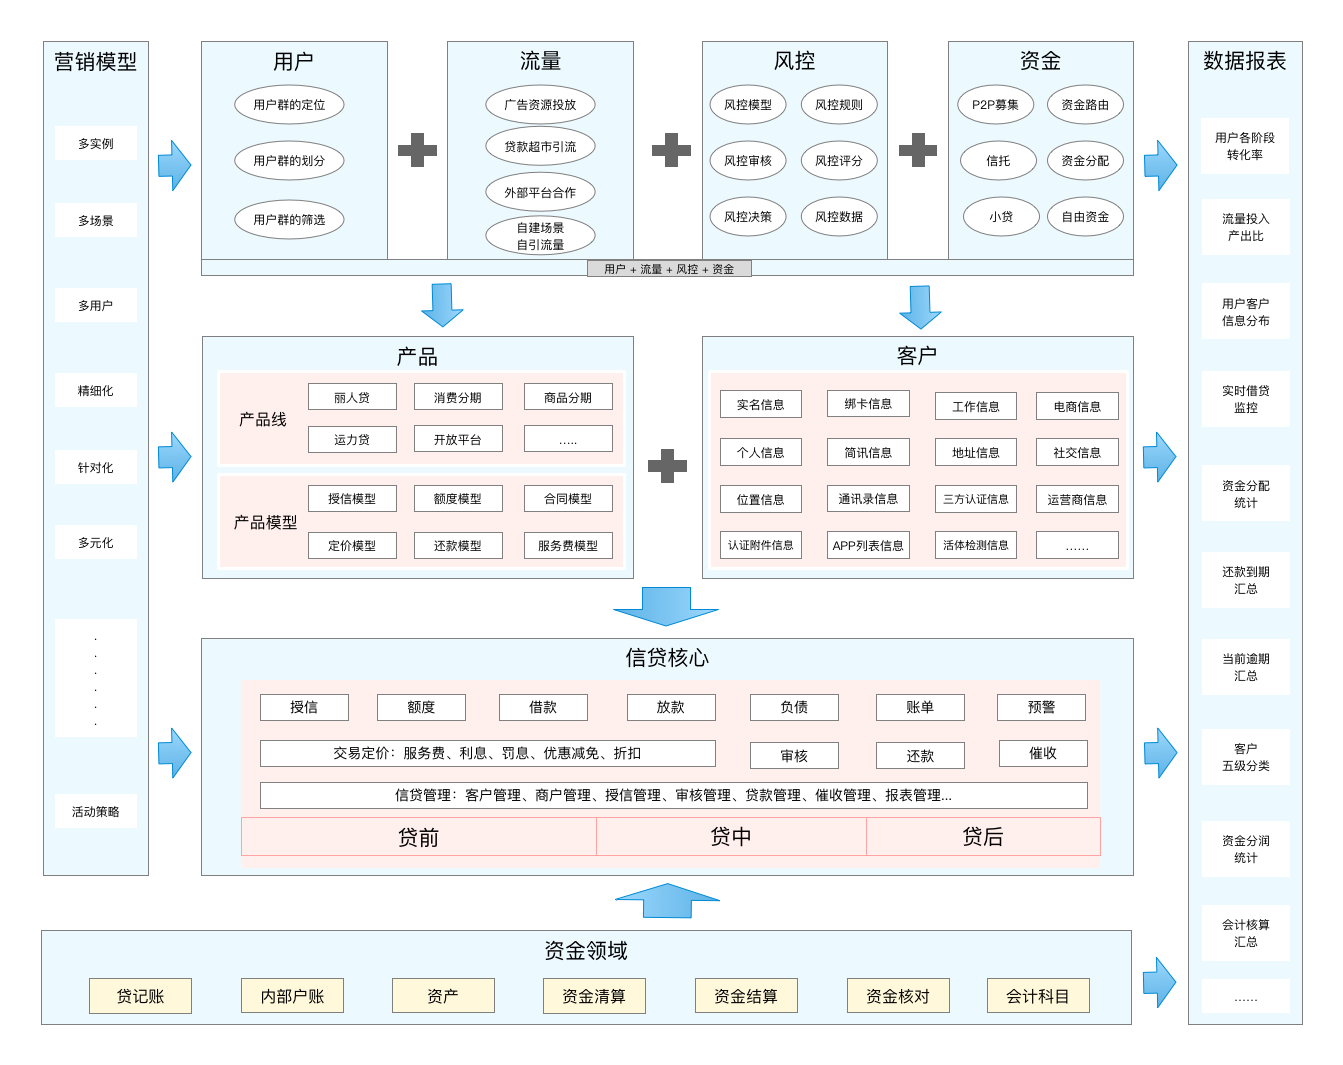 营销模型
多实例
多场景
多用户
精细化
针对化
多元化
.
.
.
.
.
.
活动策略
用户
用户群的定位
用户群的划分
用户群的筛选
流量
广告资源投放
贷款超市引流
外部平台合作
自建场景
自引流量
风控
风控模型
风控规则
风控审核
风控评分
风控决策
风控数据
资金
P2P募集
资金路由
信托
资金分配
小贷
自由资金
用户 + 流量 + 风控 + 资金
产品
产品线
丽人贷
消费分期
商品分期
运力贷
开放平台
.....
产品模型
授信模型
额度模型
合同模型
定价模型
还款模型
服务费模型
客户
实名信息
绑卡信息
工作信息
电商信息
个人信息
简讯信息
地址信息
社交信息
位置信息
通讯录信息
三方认证信息
运营商信息
认证附件信息
APP列表信息
活体检测信息
......
信贷核心
授信
额度
借款
放款
负债
账单
预警
交易定价：服务费、利息、罚息、优惠减免、折扣
审核
还款
催收
信贷管理：客户管理、商户管理、授信管理、审核管理、贷款管理、催收管理、报表管理...
贷前
贷中
贷后
资金领域
贷记账
内部户账
资产
资金清算
资金结算
资金核对
会计科目
数据报表
用户各阶段
转化率
流量投入
产出比
用户客户
信息分布
实时借贷
监控
资金分配
统计
还款到期
汇总
当前逾期
汇总
客户
五级分类
资金分润
统计
会计核算
汇总
......